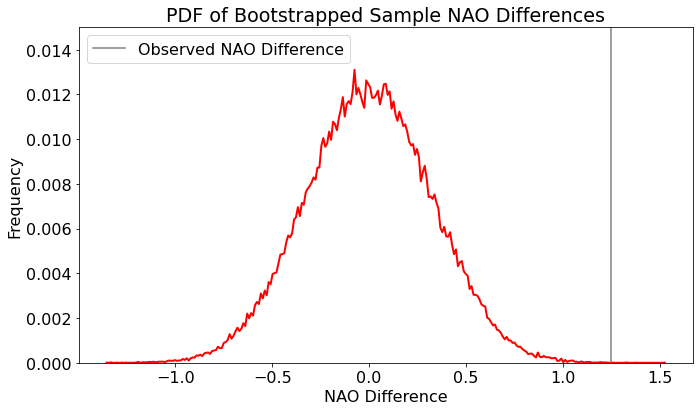 PDF of Bootstrapped Sample NAO Differences
Observed NAO Difference
0.014
0.012
0.010
0.008
0.006
0.004
0.002
0.000
Frequency
−1.0 −0.5 0.0 0.5 1.0 1.5
NAO Difference